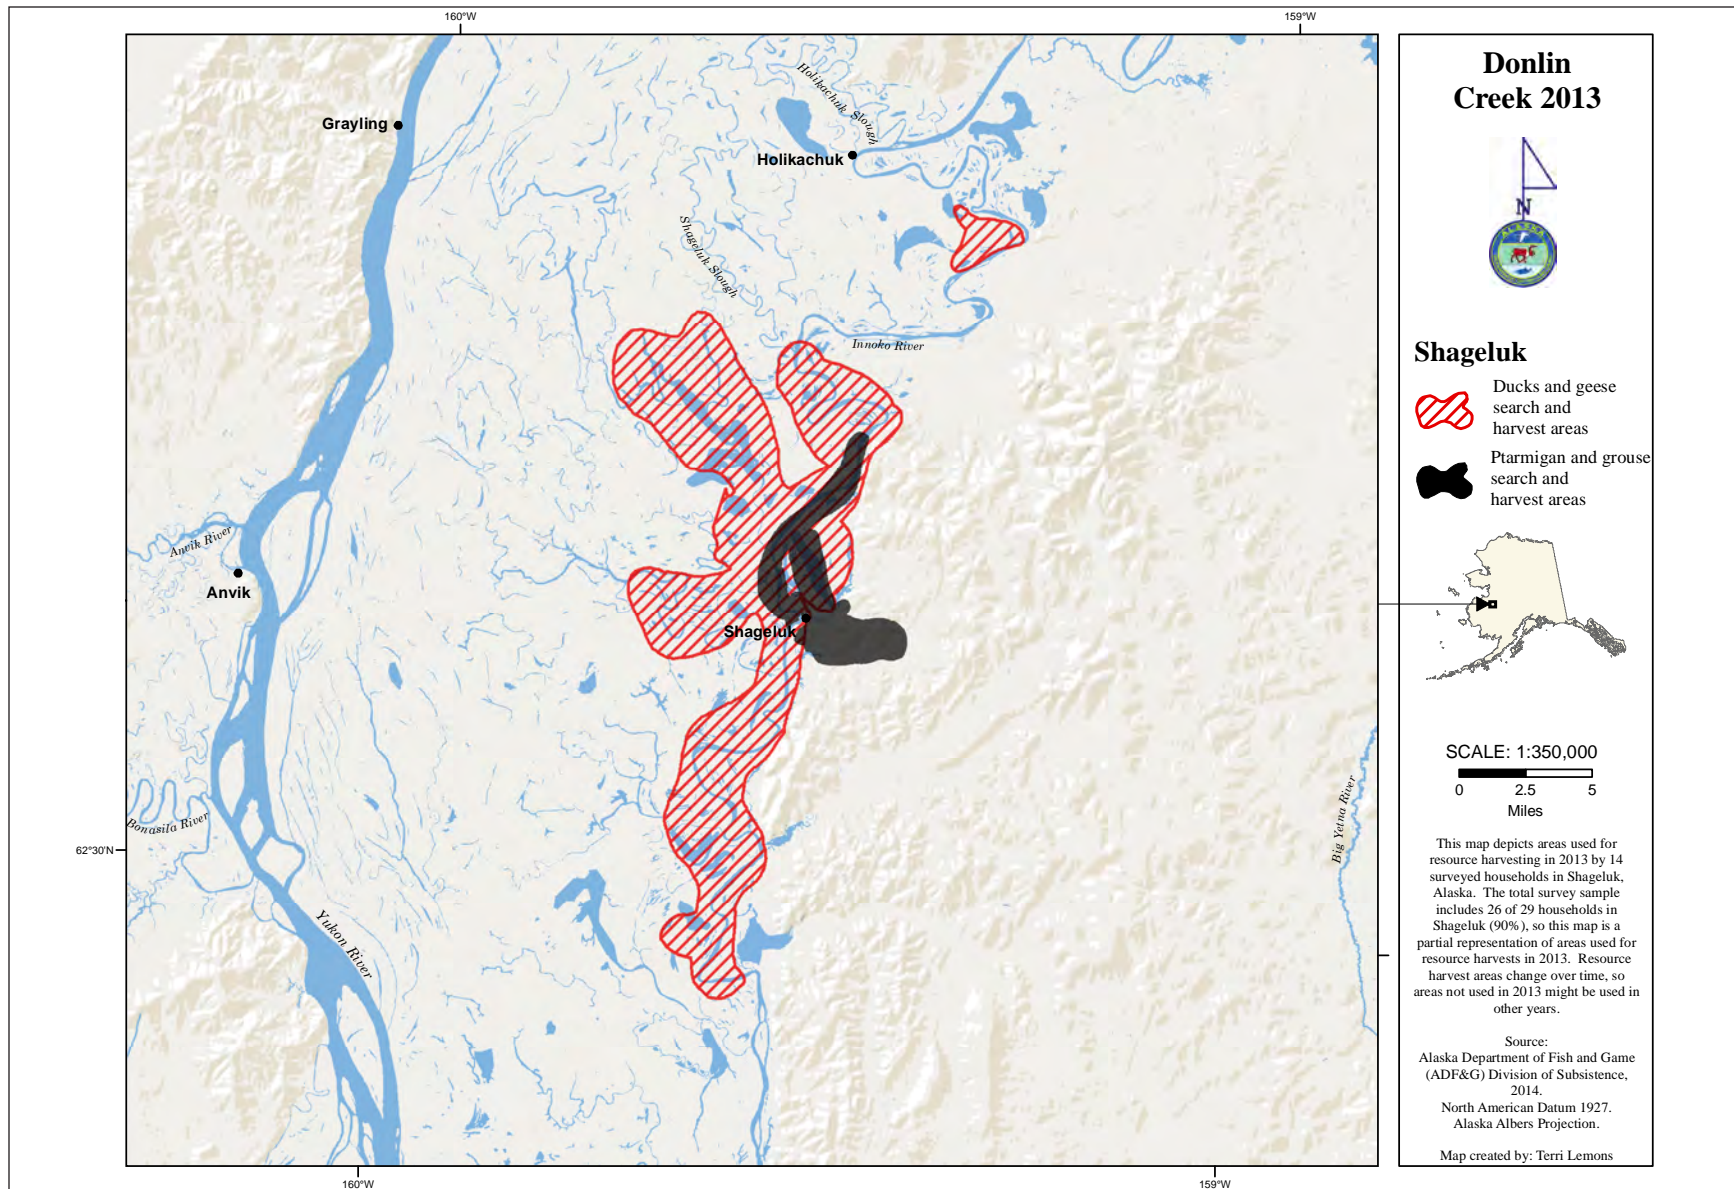 160°W
159°W
Grayling
Holikachuk Slough
Holikachuk
Shageluk Slough
Innoko River
Anvik River
Anvik
Shageluk
Bonasila River
62°30'N
Yukon River
Big Yetna River
160°W
159°W
Donlin
Creek 2013
N
ALASKA
Shageluk
Ducks and geese
search and
harvest areas
Ptarmigan and grouse
search and
harvest areas
SCALE: 1:350,000
0 2.5 5
Miles
This map depicts areas used for
resource harvesting in 2013 by 14
surveyed households in Shageluk,
Alaska. The total survey sample
includes 26 of 29 households in
Shageluk (90%), so this map is a
partial representation of areas used for
resource harvests in 2013. Resource
harvest areas change over time, so
areas not used in 2013 might be used in
other years.
Source:
Alaska Department of Fish and Game
(ADF&G) Division of Subsistence,
2014.
North American Datum 1927.
Alaska Albers Projection.
Map created by: Terri Lemons